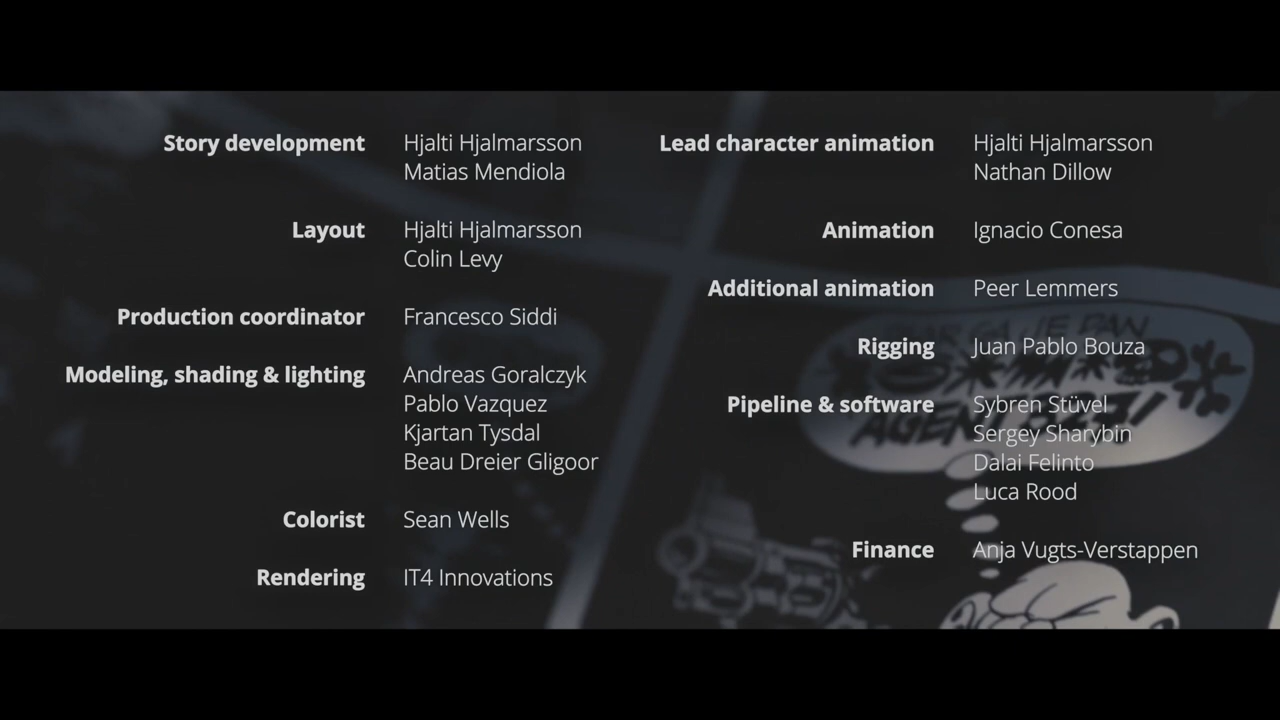 Story development Hjalti Hjalmarsson
Matias Mendiola
Layout Hjalti Hjalmarsson
Colin Levy
Production coordinator Francesco Siddi
Modeling, shading & lighting Andreas Goralczyk
Pablo Vazquez
Kjartan Tysdal
Beau Dreier Gligoor
Colorist Sean Wells
Rendering IT4 Innovations
Lead character animation Hjalti Hjalmarsson
Nathan Dillow
Animation Ignacio Conesa
Additional animation Peer Lemmers
Rigging Juan Pablo Bouza
Pipeline & software Sybren Stüvel
Sergey Sharybin
Dalai Felinto
Luca Rood
Finance Anja Vugts-Verstappen